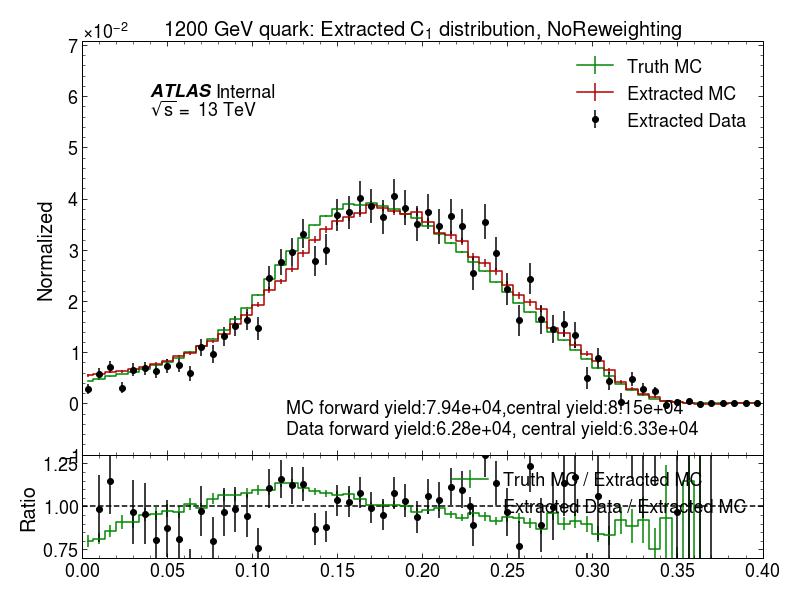 1200 GeV quark: Extracted C₁ distribution, NoReweighting
×10⁻²
ATLAS Internal
√s = 13 TeV
Truth MC
Extracted MC
Extracted Data
7
6
5
4
3
2
1
0
Normalized
MC forward yield:7.94e+04,central yield:8.15e+04
Data forward yield:6.28e+04, central yield:6.33e+04
1.25
1.00
0.75
Ratio
Truth MC / Extracted MC
Extracted Data / Extracted MC
0.00 0.05 0.10 0.15 0.20 0.25 0.30 0.35 0.40